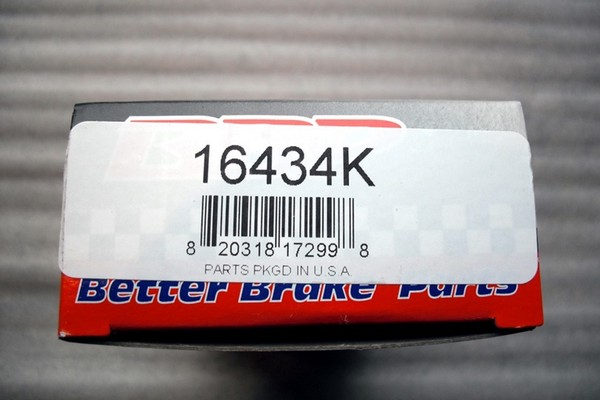 16434K
8 20318 17299 8
PARTS PKGD IN U.S.A.
Better Brake Parts